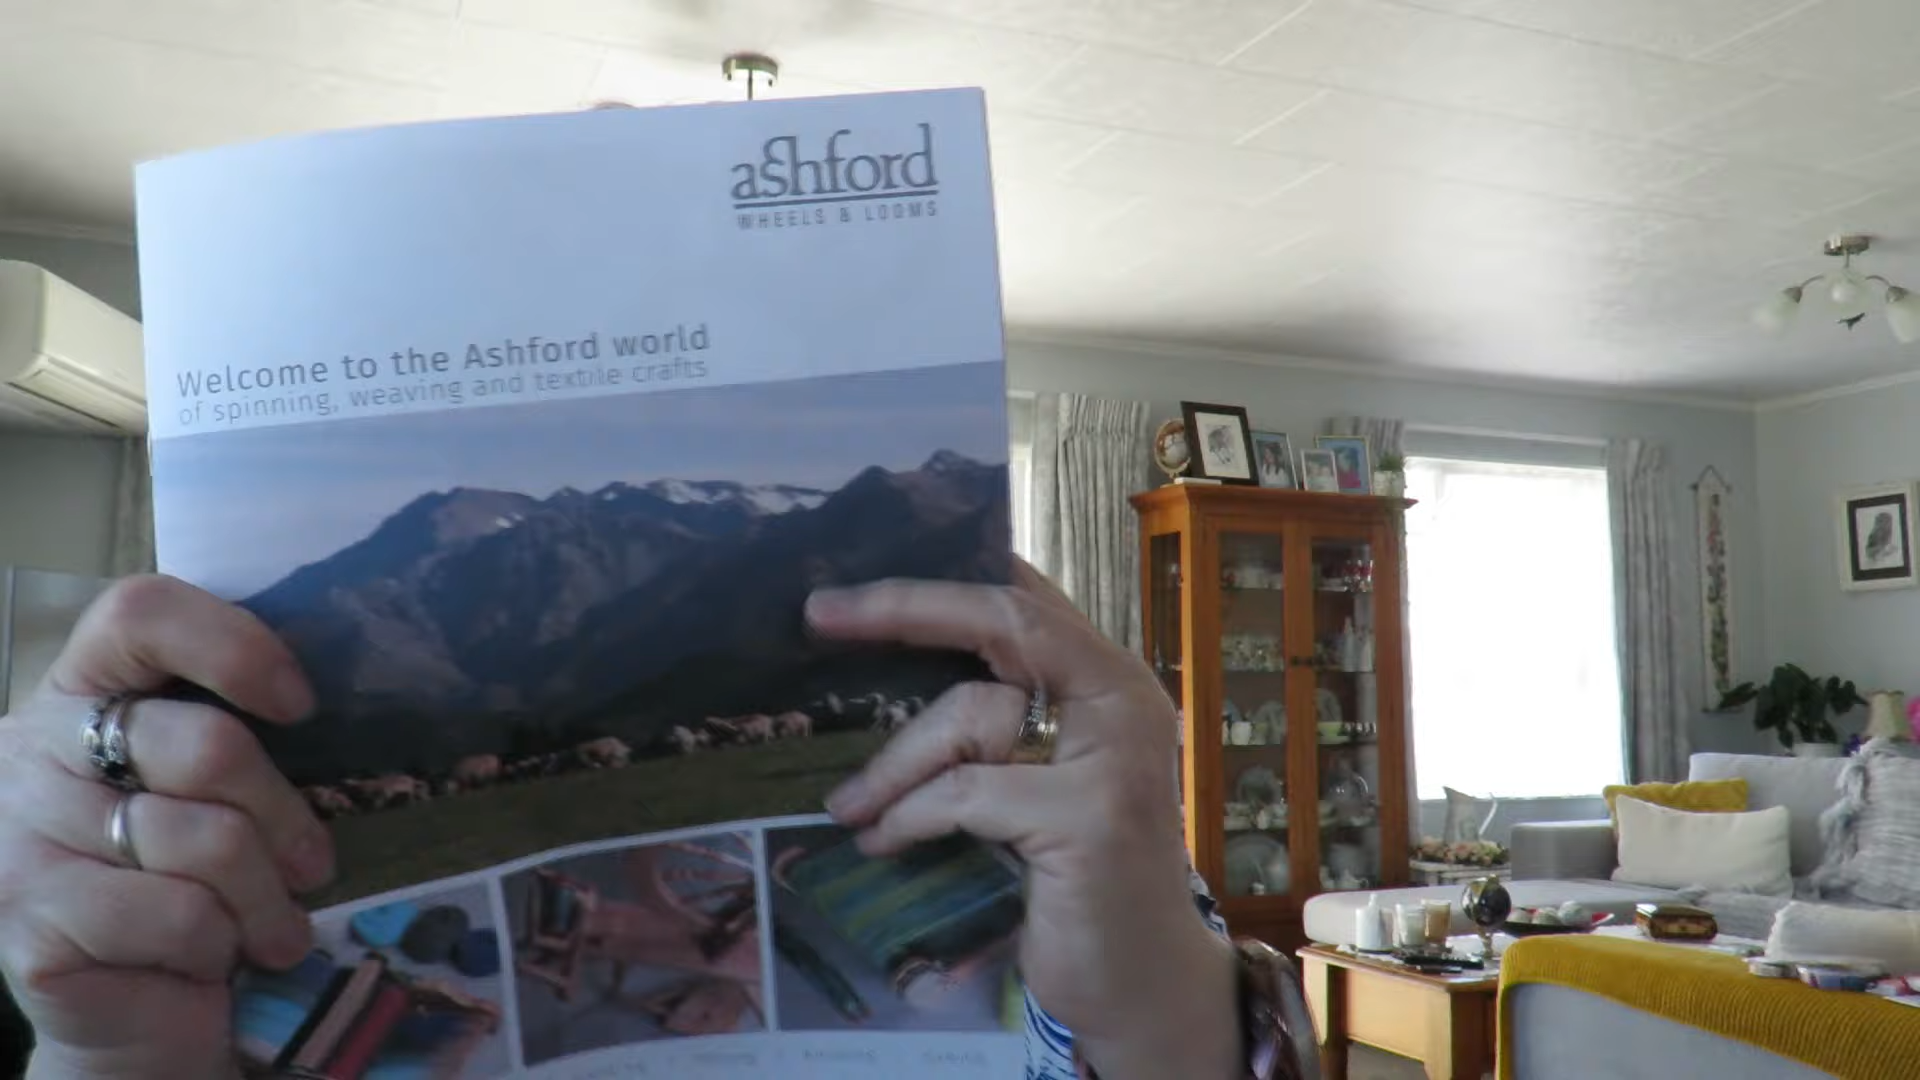 ashford
WHEELS & LOOMS
Welcome to the Ashford world
of spinning, weaving and textile crafts